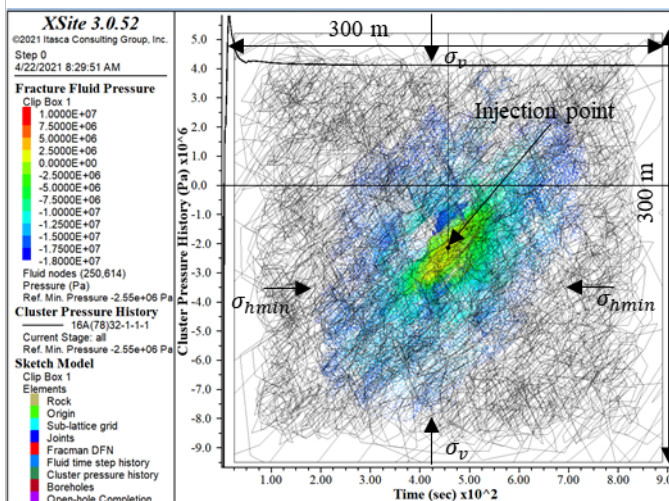 XSite 3.0.52
©2021 Itasca Consulting Group, Inc.
Step 0
4/22/2021 8:29:51 AM
Fracture Fluid Pressure
Clip Box 1
1.0000E+07
7.5000E+06
5.0000E+06
2.5000E+06
0.0000E+00
-2.5000E+06
-5.0000E+06
-7.5000E+06
-1.0000E+07
-1.2500E+07
-1.5000E+07
-1.7500E+07
-1.8000E+07
Fluid nodes (250,614)
Pressure (Pa)
Ref. Min. Pressure -2.55e+06 Pa
Cluster Pressure History
16A(78)32-1-1-1
Current Stage: all
Ref. Min. Pressure -2.55e+06 Pa
Sketch Model
Clip Box 1
Elements
Rock
Origin
Sub-lattice grid
Joints
Fracman DFN
Fluid time step history
Cluster pressure history
Boreholes
Open-hole Completion
300 m
σv
Injection point
300 m
σhmin
σhmin
σv
Cluster Pressure History (Pa) x10^6
5.0
4.0
3.0
2.0
1.0
0.0
-1.0
-2.0
-3.0
-4.0
-5.0
-6.0
-7.0
-8.0
-9.0
1.00
2.00
3.00
4.00
5.00
6.00
7.00
8.00
9.0
Time (sec) x10^2